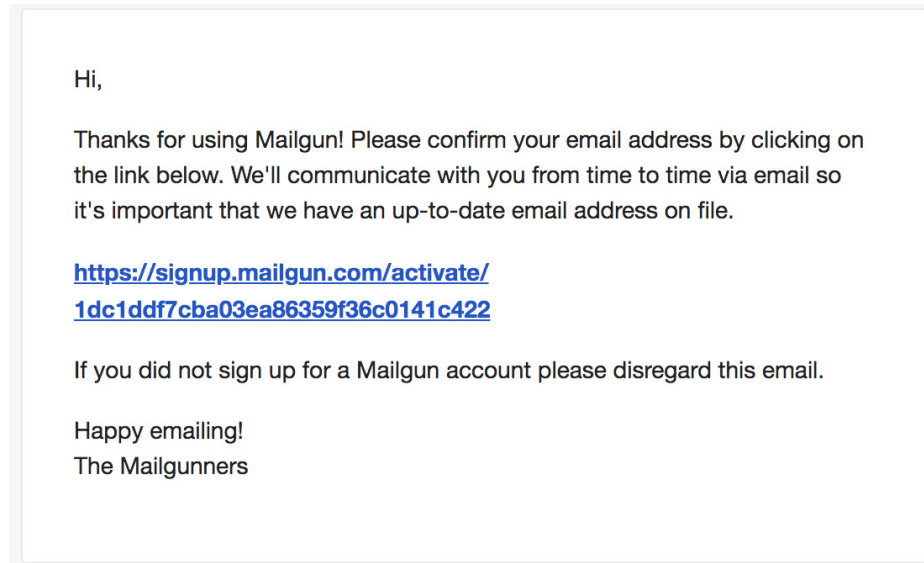 Hi,
Thanks for using Mailgun! Please confirm your email address by clicking on
the link below. We'll communicate with you from time to time via email so
it's important that we have an up-to-date email address on file.
https://signup.mailgun.com/activate/
1dc1ddf7cba03ea86359f36c0141c422
If you did not sign up for a Mailgun account please disregard this email.
Happy emailing!
The Mailgunners